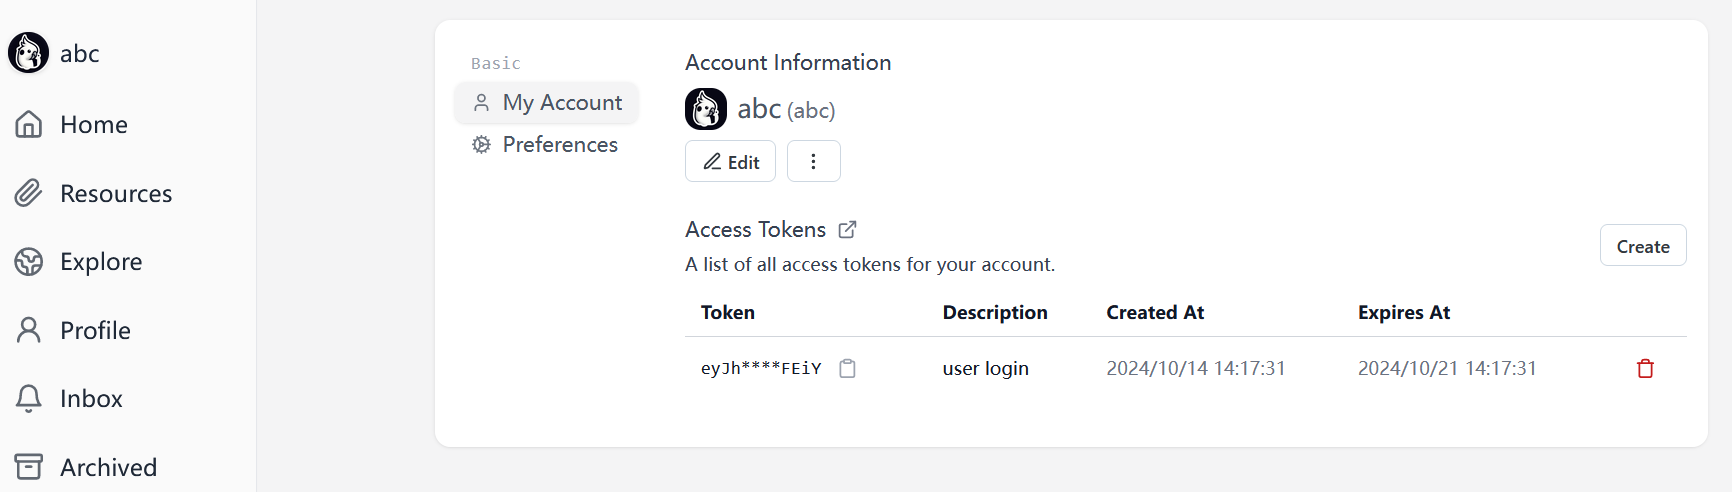 abc
Home
Resources
Explore
Profile
Inbox
Archived
Basic
My Account
Preferences
Account Information
abc (abc)
Edit
Access Tokens
A list of all access tokens for your account.
Create
Token Description Created At Expires At
eyJh****FEiY user login 2024/10/14 14:17:31 2024/10/21 14:17:31